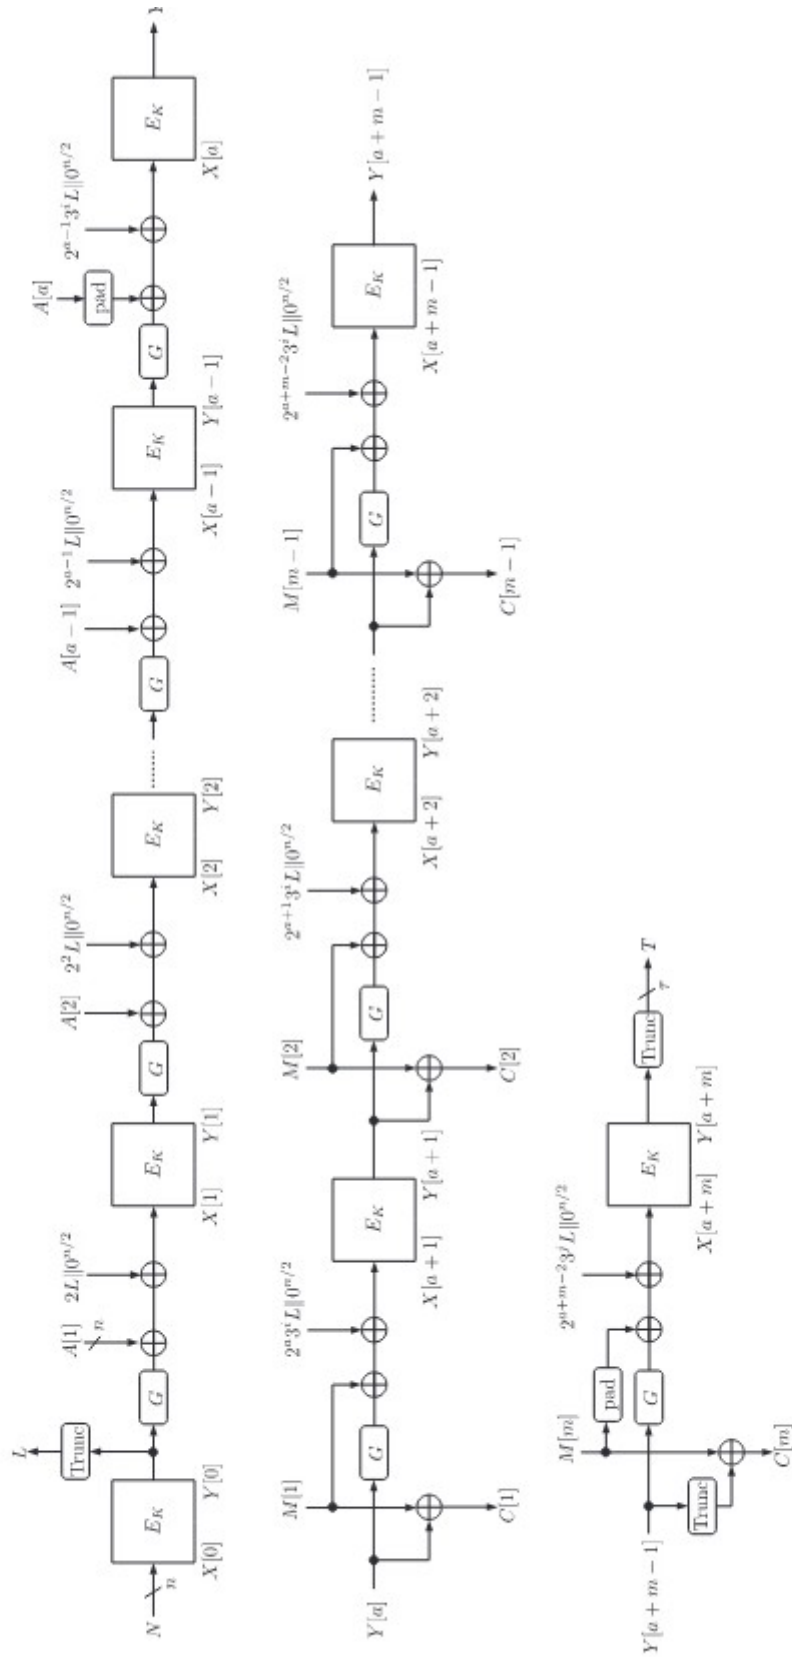 N
n
X[0]
E_K
Y[0]
Trunc
L
G
A[1]
n
2L‖0^{n/2}
X[1]
E_K
Y[1]
G
A[2]
2^2L‖0^{n/2}
X[2]
E_K
Y[2]
G
A[a − 1]
2^{a−1}L‖0^{n/2}
X[a − 1]
E_K
Y[a − 1]
G
A[a]
pad
2^{a−1}3^iL‖0^{n/2}
X[a]
E_K
Y[a]
M[1]
C[1]
G
2^a3^iL‖0^{n/2}
X[a + 1]
E_K
Y[a + 1]
M[2]
C[2]
G
2^{a+1}3^iL‖0^{n/2}
X[a + 2]
E_K
Y[a + 2]
M[m − 1]
C[m − 1]
G
2^{a+m−2}3^iL‖0^{n/2}
X[a + m − 1]
E_K
Y[a + m − 1]
Y[a + m − 1]
Trunc
M[m]
C[m]
pad
G
2^{a+m−2}3^jL‖0^{n/2}
X[a + m]
E_K
Y[a + m]
Trunc
τ
T